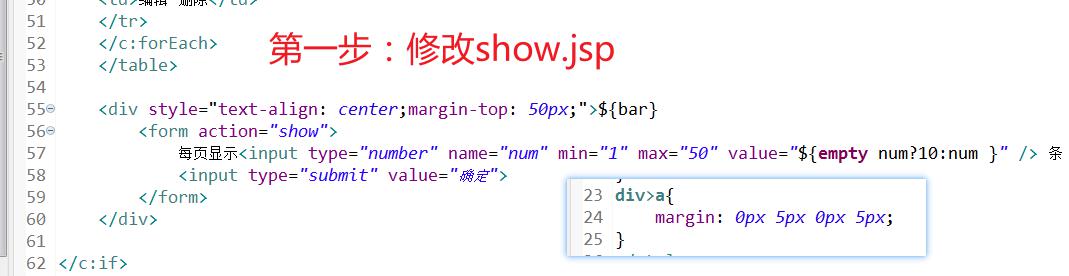 50 <td>编辑 删除</td>
51 </tr>
52 </c:forEach>
53 </table>
第一步：修改show.jsp
54
55 <div style="text-align: center;margin-top: 50px;">${bar}
56 <form action="show">
57 每页显示<input type="number" name="num" min="1" max="50" value="${empty num?10:num }" /> 条
58 <input type="submit" value="确定">
59 </form>
60 </div>
61
62 </c:if>
23 div>a{
24 margin: 0px 5px 0px 5px;
25 }